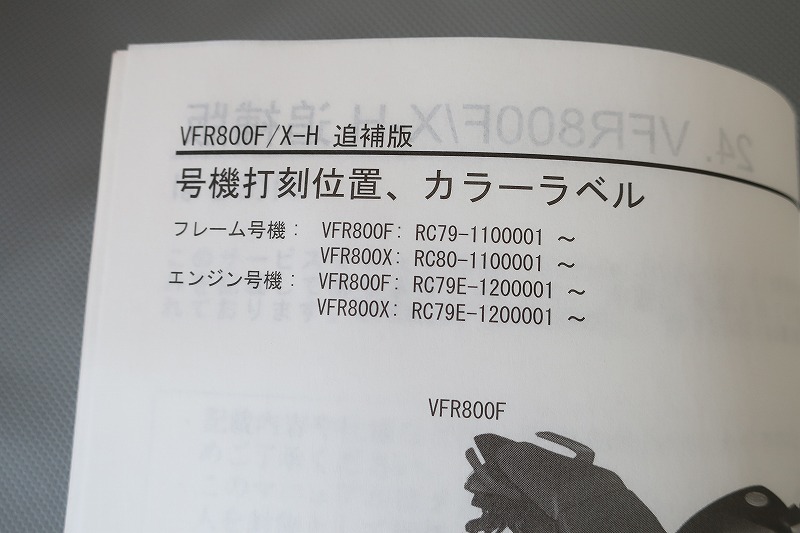 VFR800F/X-H 追補版
号機打刻位置、カラーラベル
フレーム号機： VFR800F: RC79-1100001 ～
VFR800X: RC80-1100001 ～
エンジン号機： VFR800F: RC79E-1200001 ～
VFR800X: RC79E-1200001 ～
VFR800F